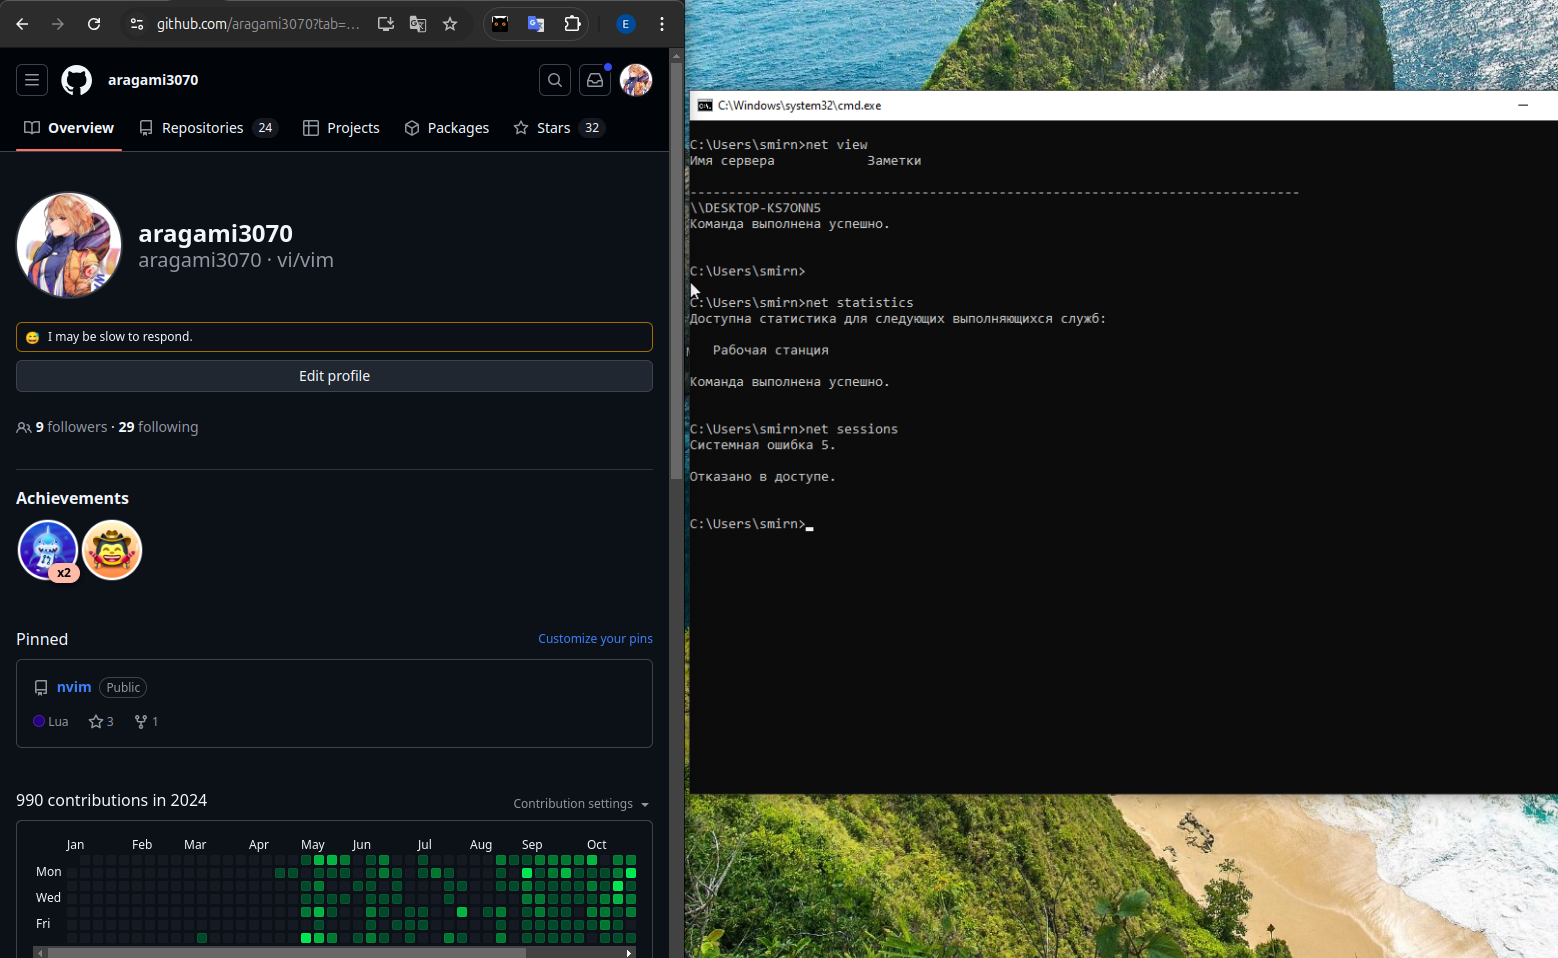 github.com/aragami3070?tab=...
E
aragami3070
Overview
Repositories 24
Projects
Packages
Stars 32
aragami3070
aragami3070 · vi/vim
😅 I may be slow to respond.
Edit profile
9 followers · 29 following
Achievements
x2
Pinned
Customize your pins
nvim Public
Lua 3 1
990 contributions in 2024
Contribution settings
Jan Feb Mar Apr May Jun Jul Aug Sep Oct
Mon
Wed
Fri
C:\Windows\system32\cmd.exe
C:\Users\smirn>net view
Имя сервера Заметки
-------------------------------------------------------------------------------
\\DESKTOP-KS7ONN5
Команда выполнена успешно.
C:\Users\smirn>
C:\Users\smirn>net statistics
Доступна статистика для следующих выполняющихся служб:
Рабочая станция
Команда выполнена успешно.
C:\Users\smirn>net sessions
Системная ошибка 5.
Отказано в доступе.
C:\Users\smirn>